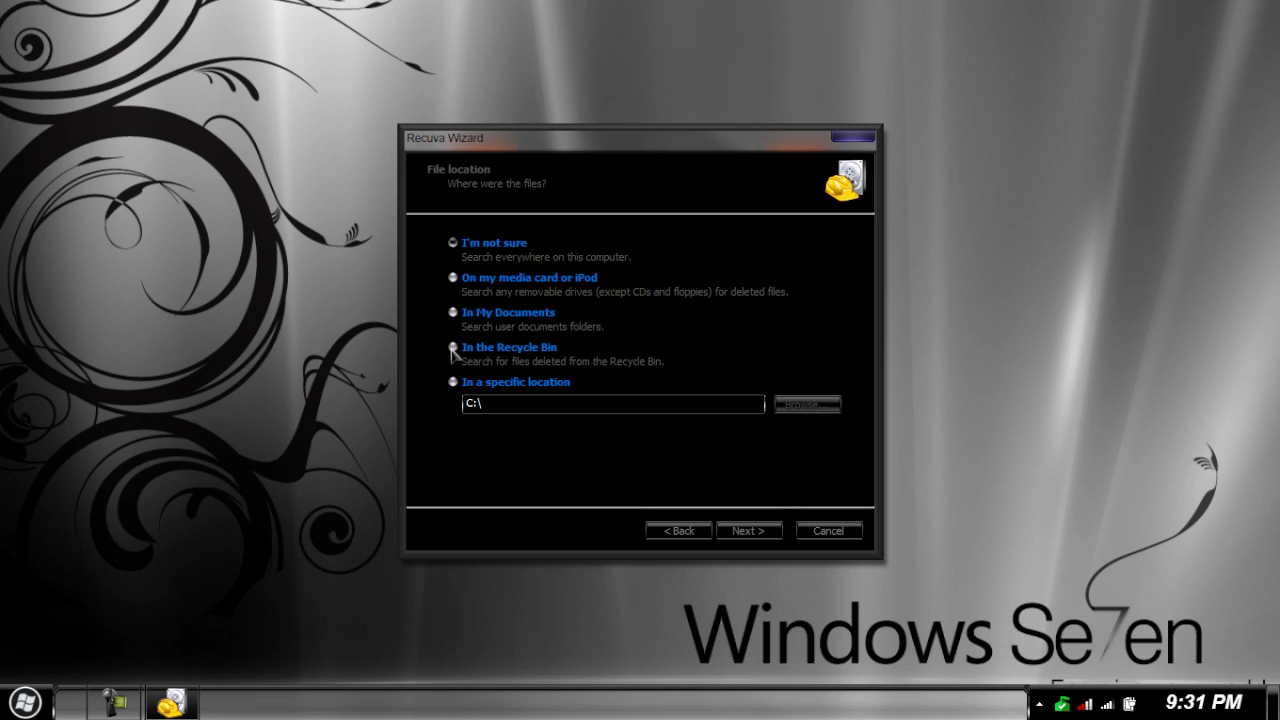 Recuva Wizard
File location
Where were the files?
I'm not sure
Search everywhere on this computer.
On my media card or iPod
Search any removable drives (except CDs and floppies) for deleted files.
In My Documents
Search user documents folders.
In the Recycle Bin
Search for files deleted from the Recycle Bin.
In a specific location
C:\
Browse...
< Back
Next >
Cancel
Windows Se7en
9:31 PM